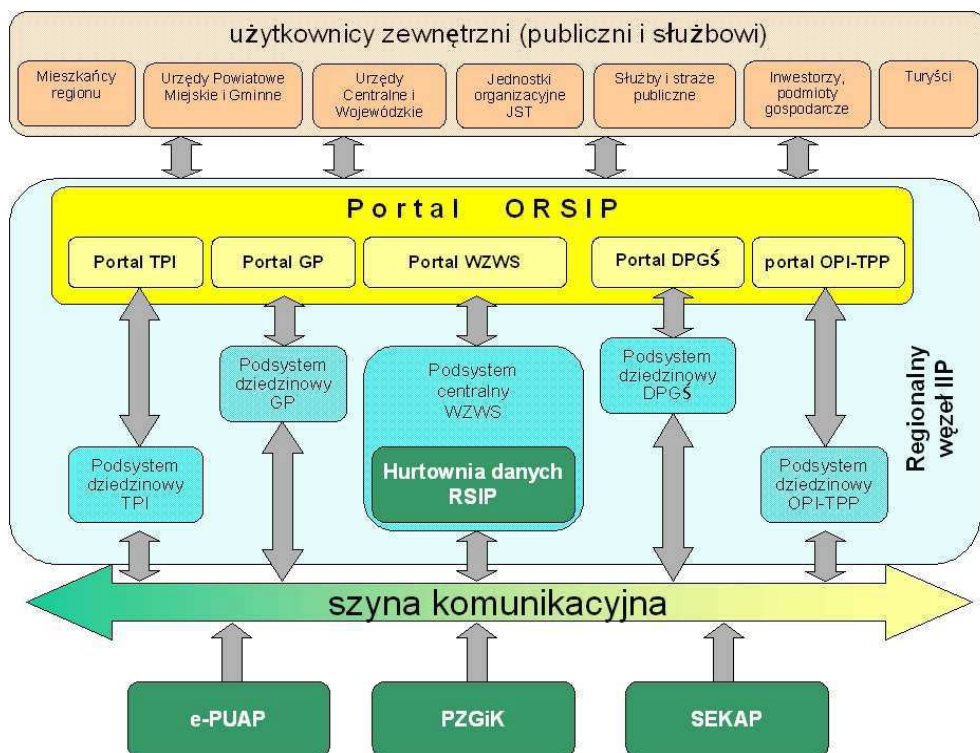 użytkownicy zewnętrzni (publiczni i służbowi)
Mieszkańcy
regionu
Urzędy Powiatowe
Miejskie i Gminne
Urzędy
Centralne i
Wojewódzkie
Jednostki
organizacyjne
JST
Służby i straże
publiczne
Inwestorzy,
podmioty
gospodarcze
Turyści
Portal ORSIP
Portal TPI
Portal GP
Portal WZWS
Portal DPGŚ
portal OPI-TPP
Podsystem
dziedzinowy
GP
Podsystem
centralny
WZWS
Podsystem
dziedzinowy
DPGŚ
Podsystem
dziedzinowy
TPI
Hurtownia danych
RSIP
Podsystem
dziedzinowy
OPI-TPP
Regionalny
węzeł IIP
szyna komunikacyjna
e-PUAP
PZGiK
SEKAP